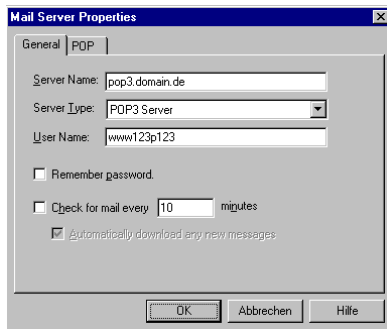 Mail Server Properties
General POP
Server Name: pop3.domain.de
Server Type: POP3 Server
User Name: www123p123
Remember password.
Check for mail every 10 minutes
Automatically download any new messages
OK Abbrechen Hilfe